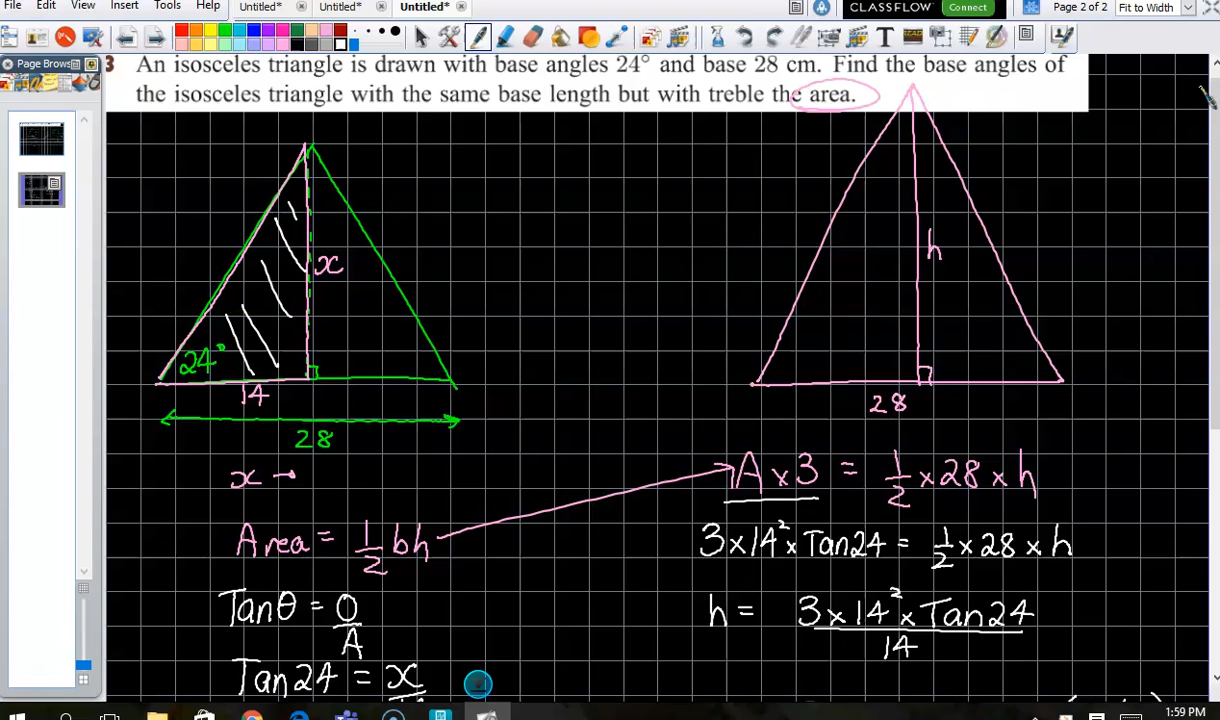 File Edit View Insert Tools Help Untitled* Untitled* Untitled* CLASSFLOW Connect Page 2 of 2 Fit to Width
Page Brows
3 An isosceles triangle is drawn with base angles 24° and base 28 cm. Find the base angles of
the isosceles triangle with the same base length but with treble the area.
x
h
24°
14
28
28
x →
A × 3 = 1/2 × 28 × h
Area = 1/2 bh
3 × 14² × Tan24 = 1/2 × 28 × h
Tanθ = O/A
h = 3 × 14² × Tan24 / 14
Tan24 = x
1:59 PM